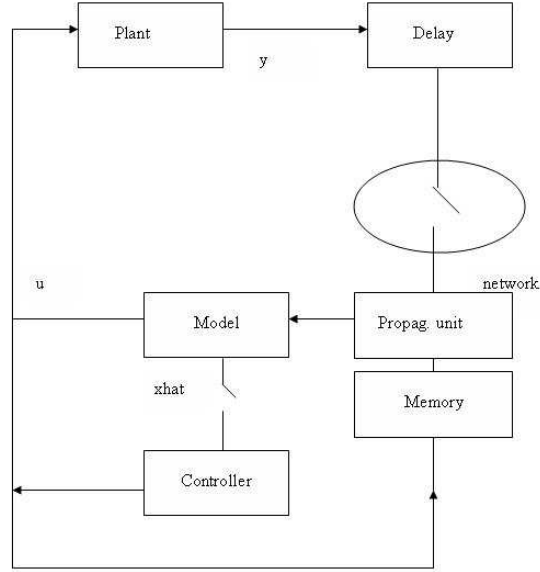 Plant
Delay
y
network
u
Model
Propag. unit
xhat
Memory
Controller